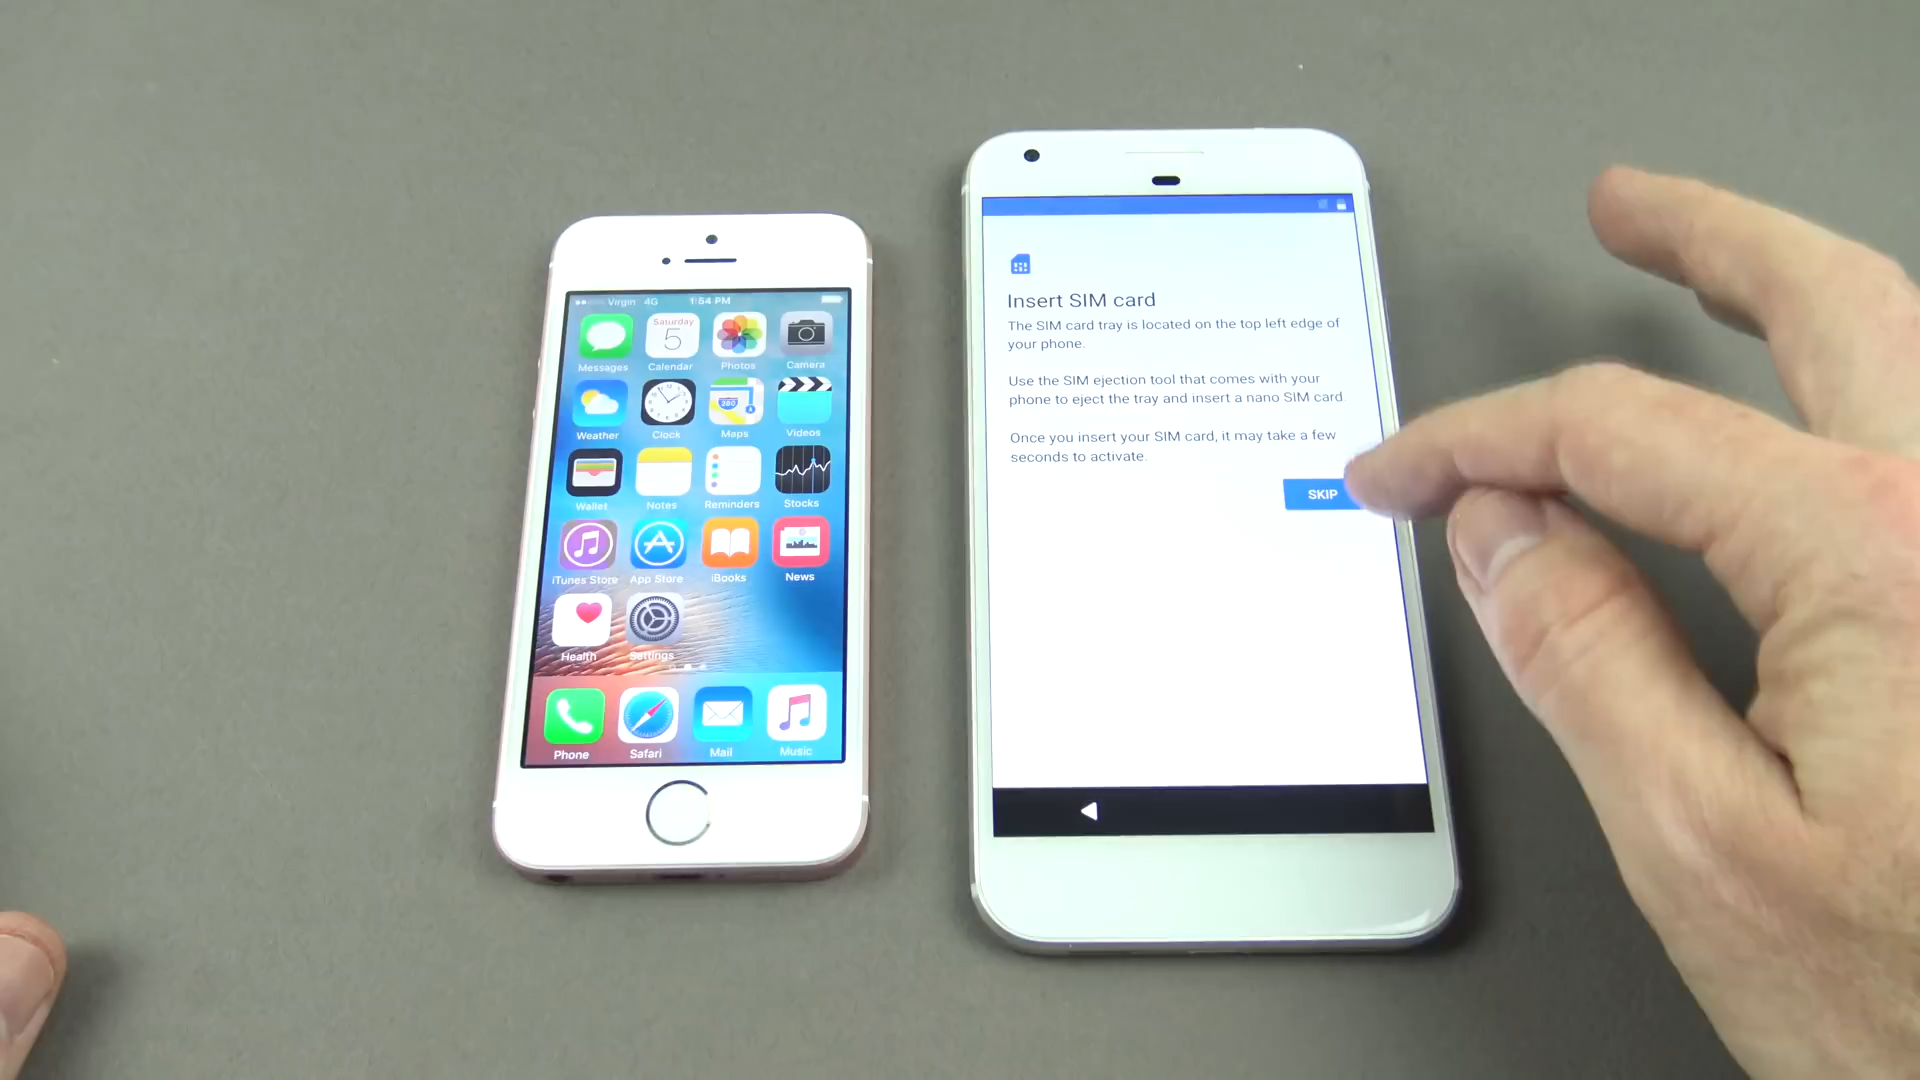 Virgin 4G 1:54 PM
Saturday
5
Messages Calendar Photos Camera
280
Weather Clock Maps Videos
Wallet Notes Reminders Stocks
iTunes Store App Store iBooks News
Health Settings
Phone Safari Mail Music
Insert SIM card
The SIM card tray is located on the top left edge of
your phone.
Use the SIM ejection tool that comes with your
phone to eject the tray and insert a nano SIM card.
Once you insert your SIM card, it may take a few
seconds to activate.
SKIP